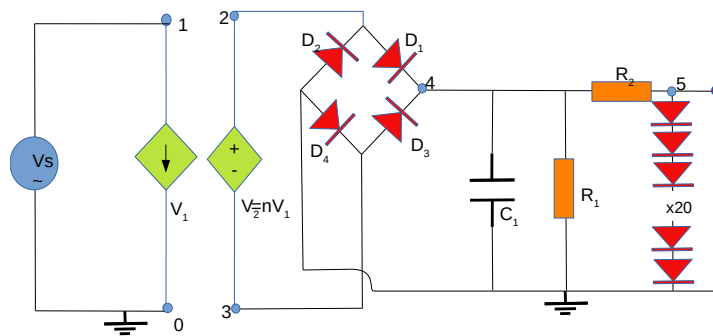 1
2
D₂
D₁
4
R₂
5
Vs
~
+
-
D₄
D₃
V₁
V₂=nV₁
C₁
R₁
x20
0
3